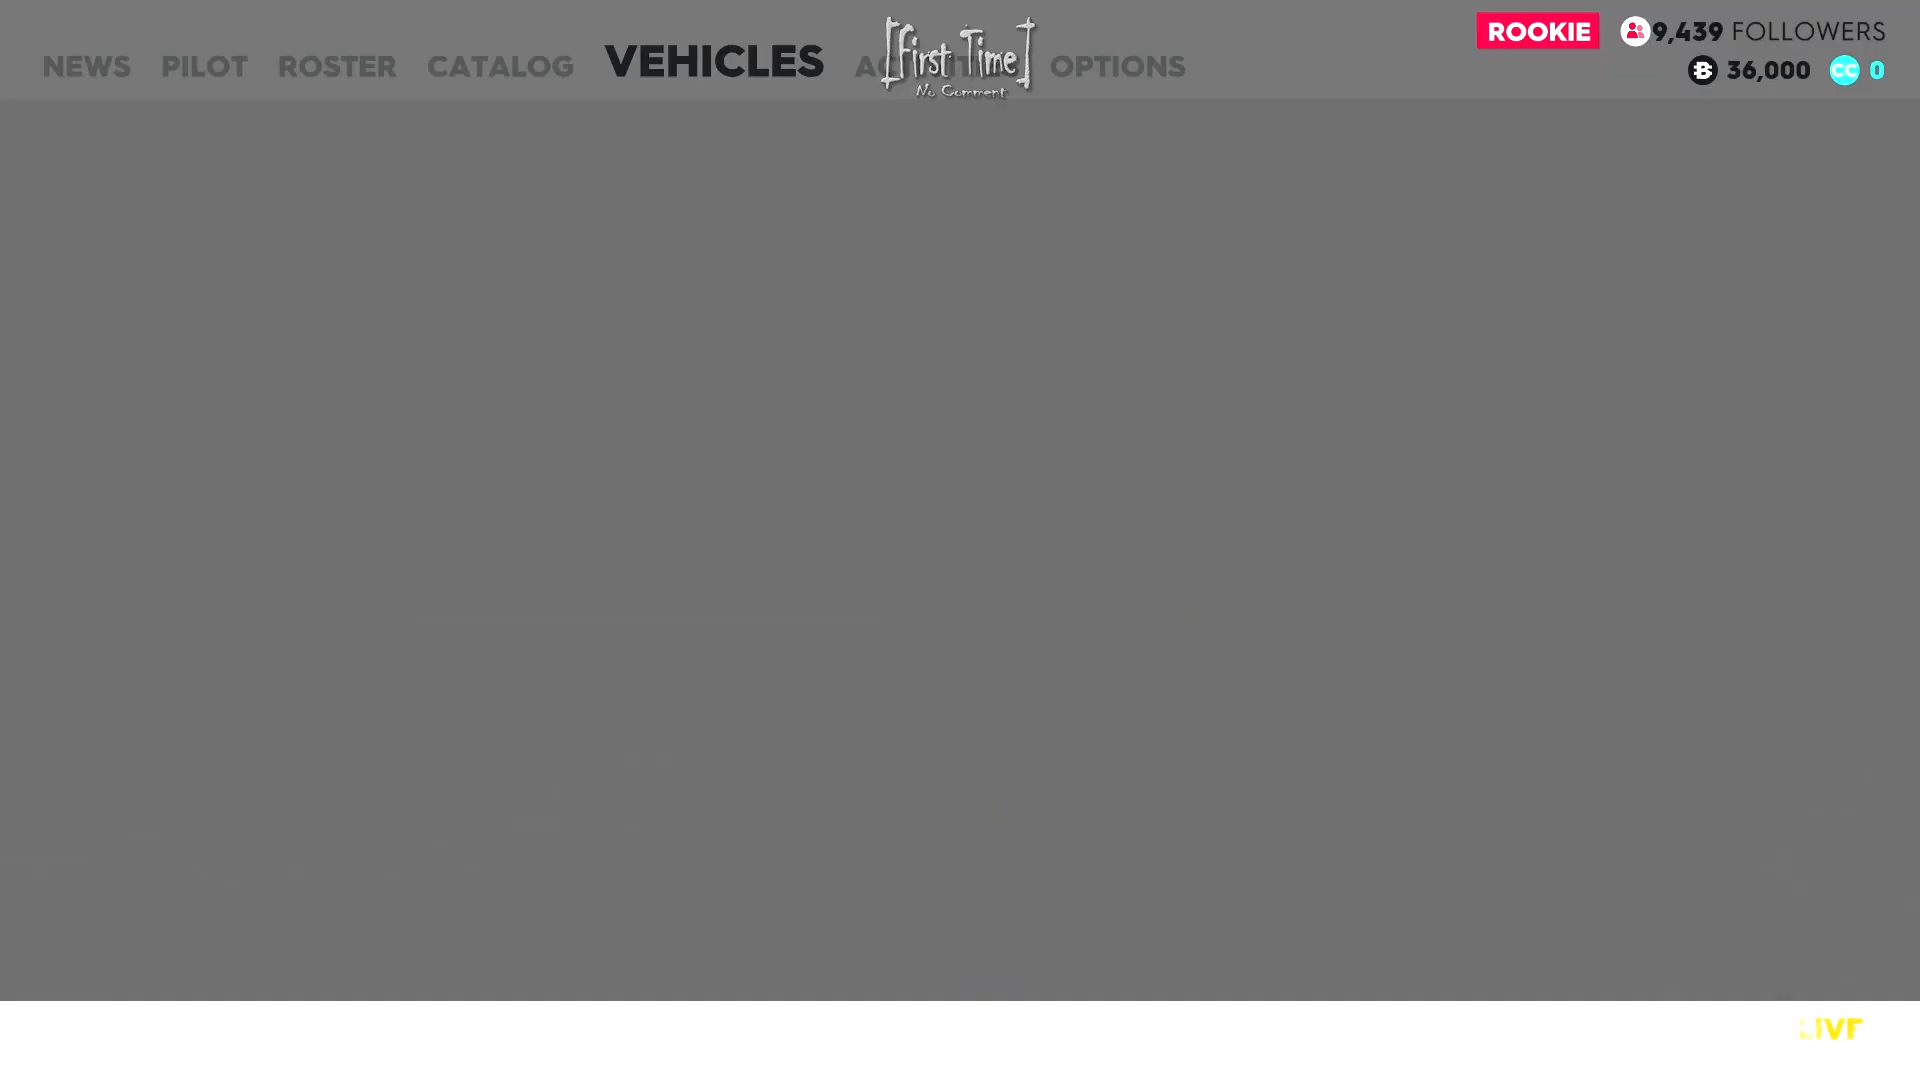 NEWS PILOT ROSTER CATALOG VEHICLES OPTIONS
[First Time]
No Comment
ROOKIE 9,439 FOLLOWERS
36,000 CC 0